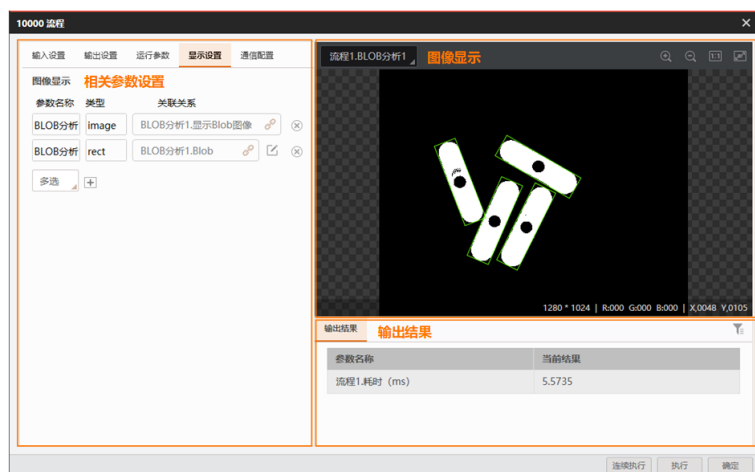 10000 流程
输入设置 输出设置 运行参数 显示设置 通信配置
图像显示 相关参数设置
参数名称 类型 关联关系
BLOB分析 image BLOB分析1.显示Blob图像
BLOB分析 rect BLOB分析1.Blob
多选
流程1.BLOB分析1 图像显示
1:1
1280 * 1024 | R:000 G:000 B:000 | X,0048 Y,0105
输出结果 输出结果
参数名称 当前结果
流程1.耗时（ms） 5.5735
连续执行 执行 确定